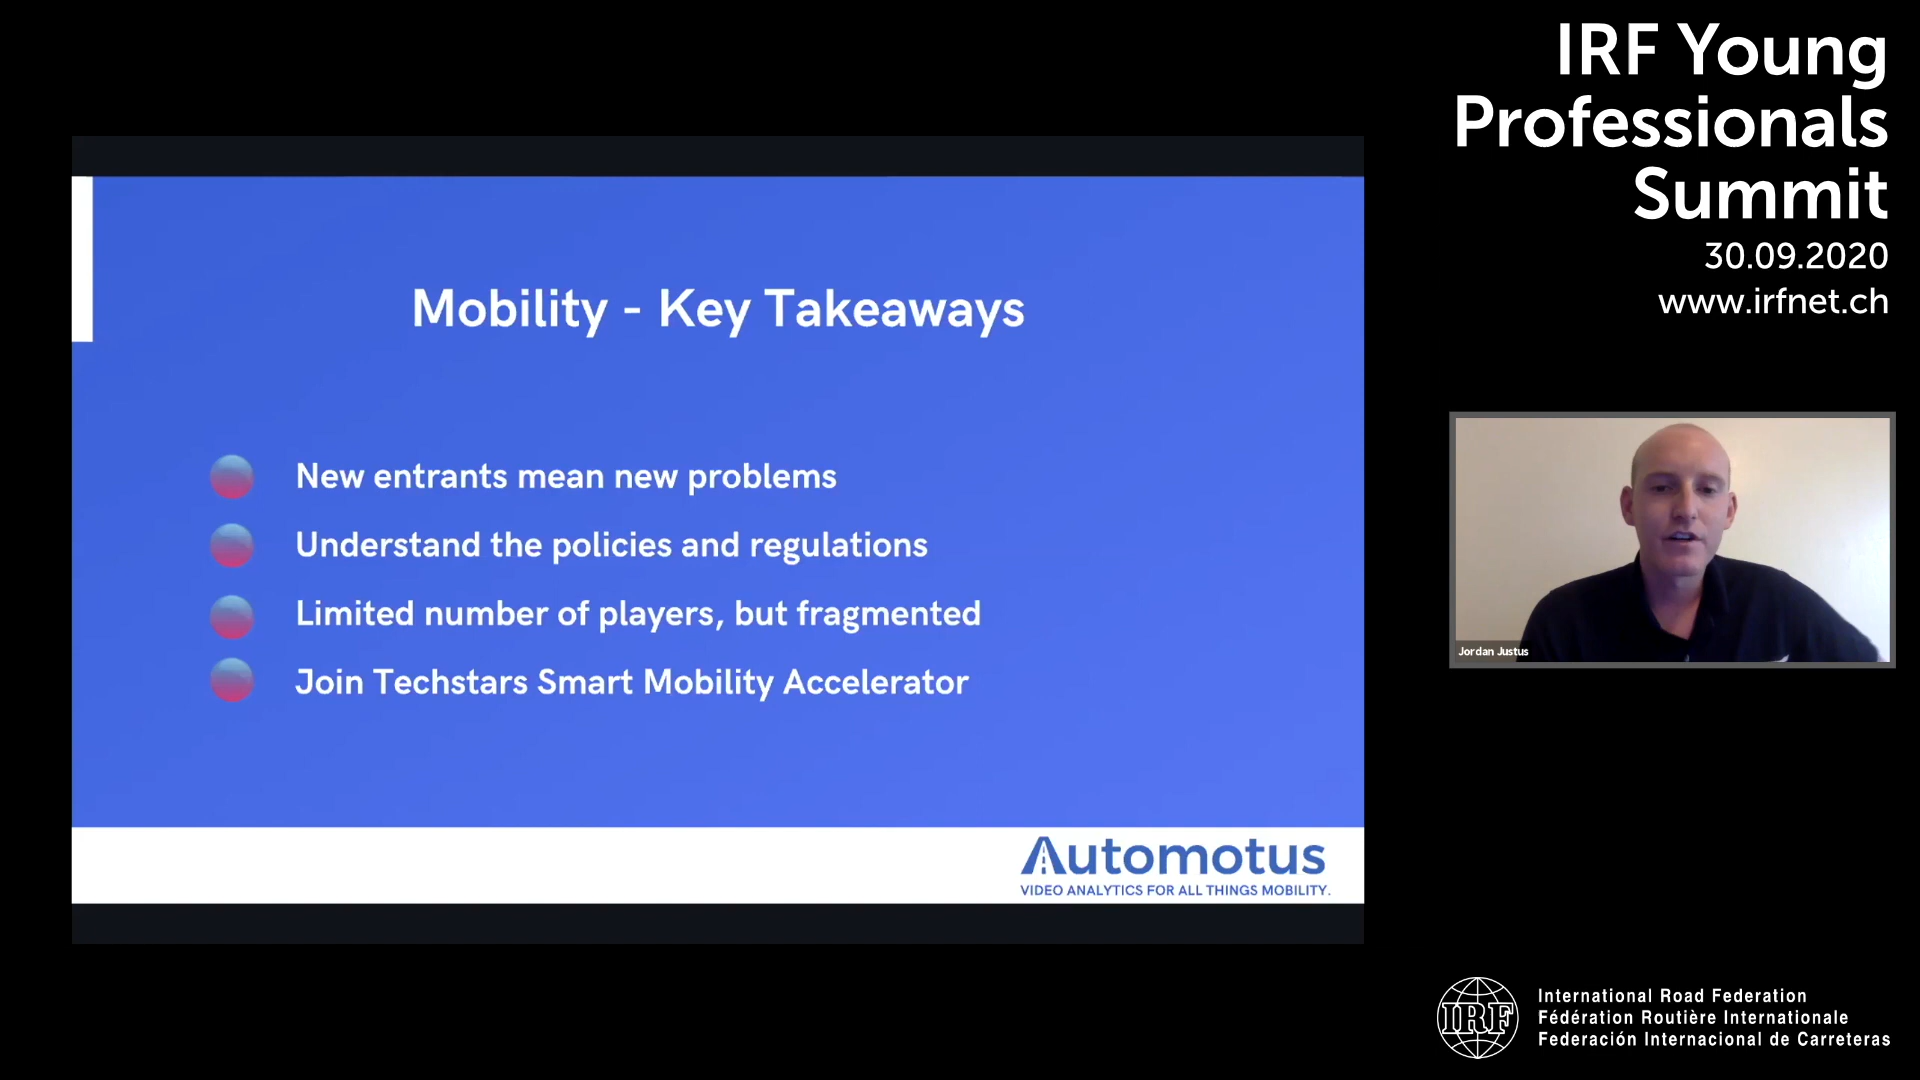 IRF Young
Professionals
Summit
30.09.2020
www.irfnet.ch
Mobility - Key Takeaways
New entrants mean new problems
Understand the policies and regulations
Limited number of players, but fragmented
Join Techstars Smart Mobility Accelerator
Automotus
VIDEO ANALYTICS FOR ALL THINGS MOBILITY.
Jordan Justus
IRF
International Road Federation
Fédération Routière Internationale
Federación Internacional de Carreteras